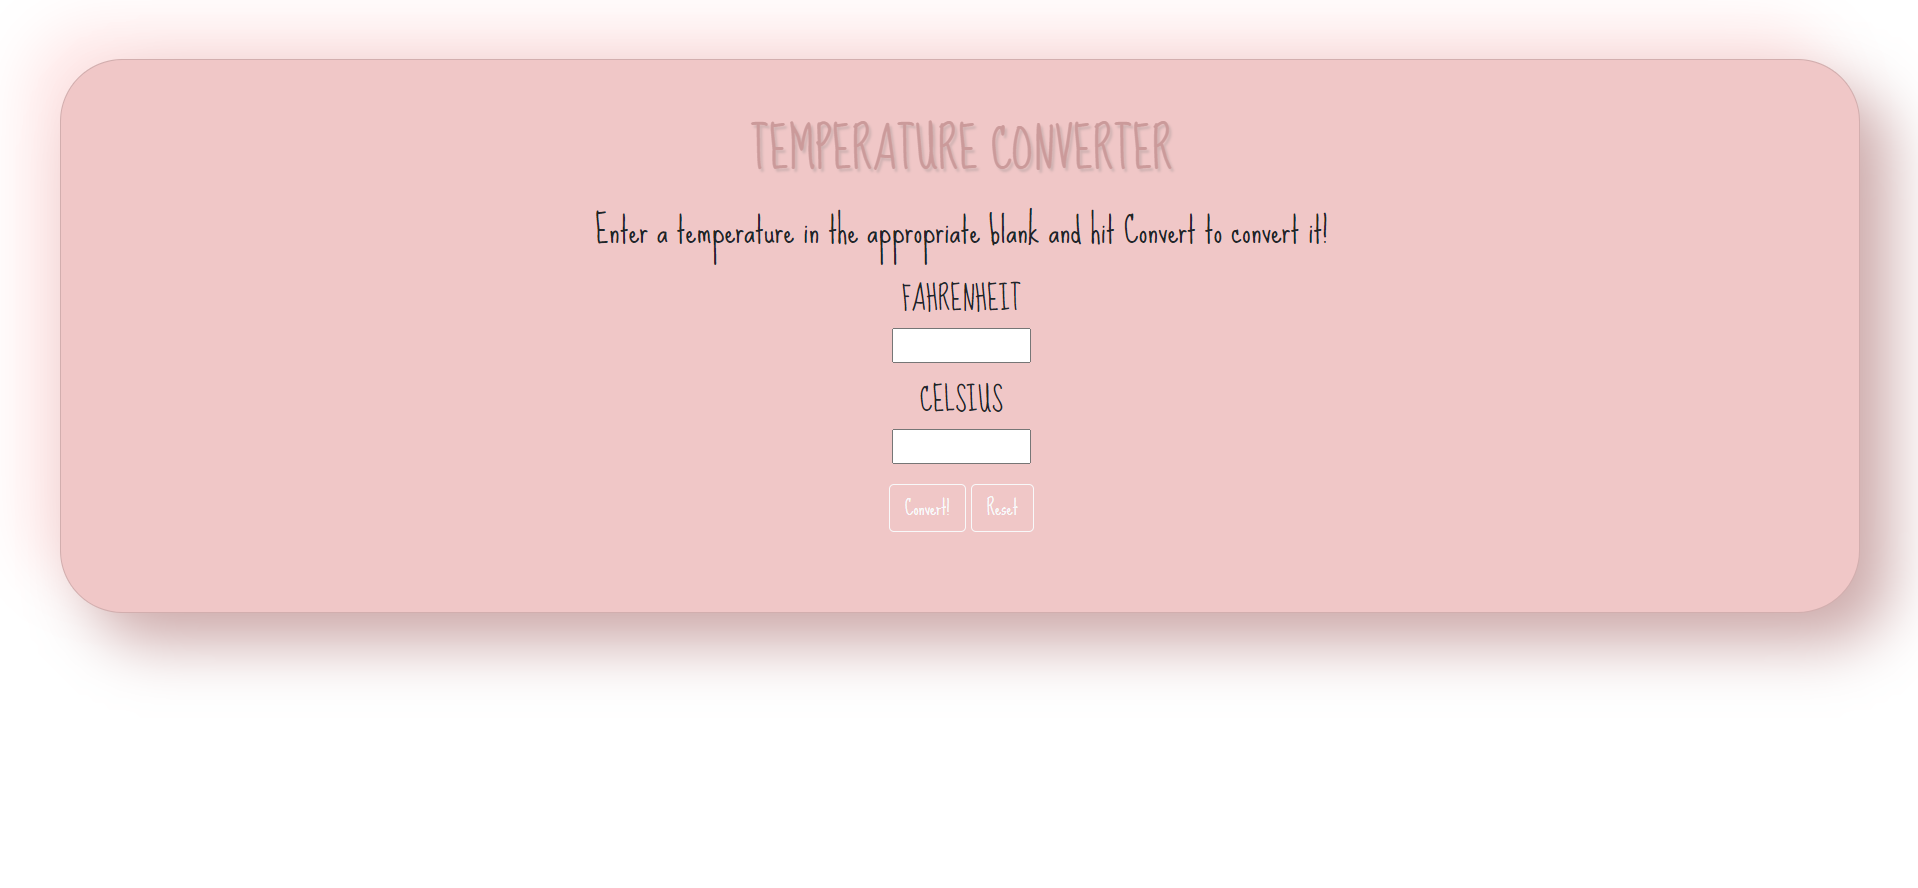 TEMPERATURE CONVERTER
Enter a temperature in the appropriate blank and hit Convert to convert it!
FAHRENHEIT
CELSIUS
Convert! Reset